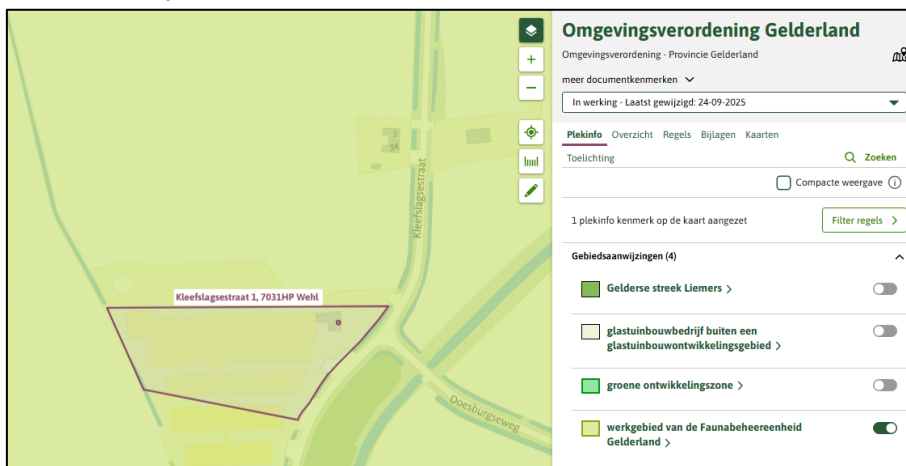 Omgevingsverordening Gelderland
Omgevingsverordening - Provincie Gelderland
meer documentkenmerken
In werking - Laatst gewijzigd: 24-09-2025
Plekinfo Overzicht Regels Bijlagen Kaarten
Toelichting Zoeken
Compacte weergave
1 plekinfo kenmerk op de kaart aangezet Filter regels
Gebiedsaanwijzingen (4)
Gelderse streek Liemers
glastuinbouwbedrijf buiten een
glastuinbouwontwikkelingsgebied
groene ontwikkelingszone
werkgebied van de Faunabeheereenheid
Gelderland
3
3A
Kleefslagsestraat
Kleefslagsestraat 1, 7031HP Wehl
Doesburgseweg